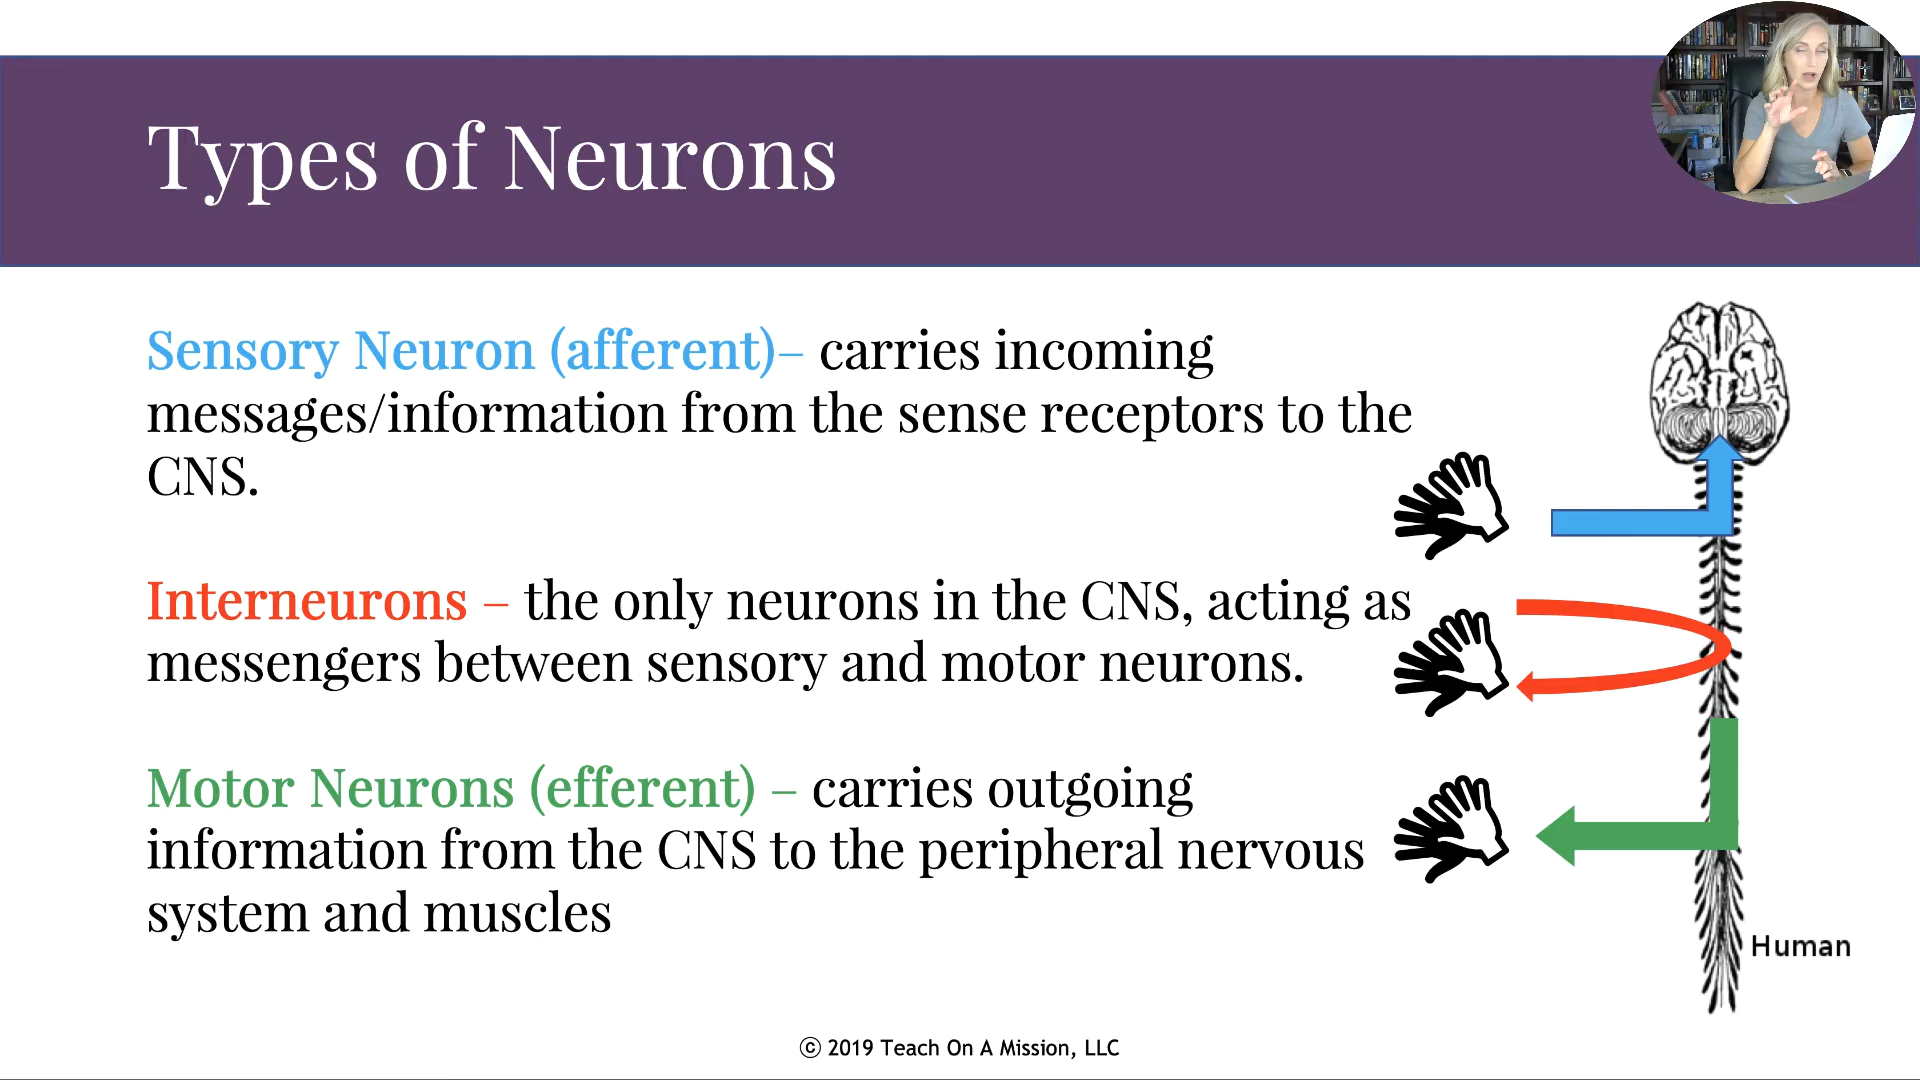 Types of Neurons
Sensory Neuron (afferent)– carries incoming
messages/information from the sense receptors to the
CNS.
Interneurons – the only neurons in the CNS, acting as
messengers between sensory and motor neurons.
Motor Neurons (efferent) – carries outgoing
information from the CNS to the peripheral nervous
system and muscles
Human
© 2019 Teach On A Mission, LLC